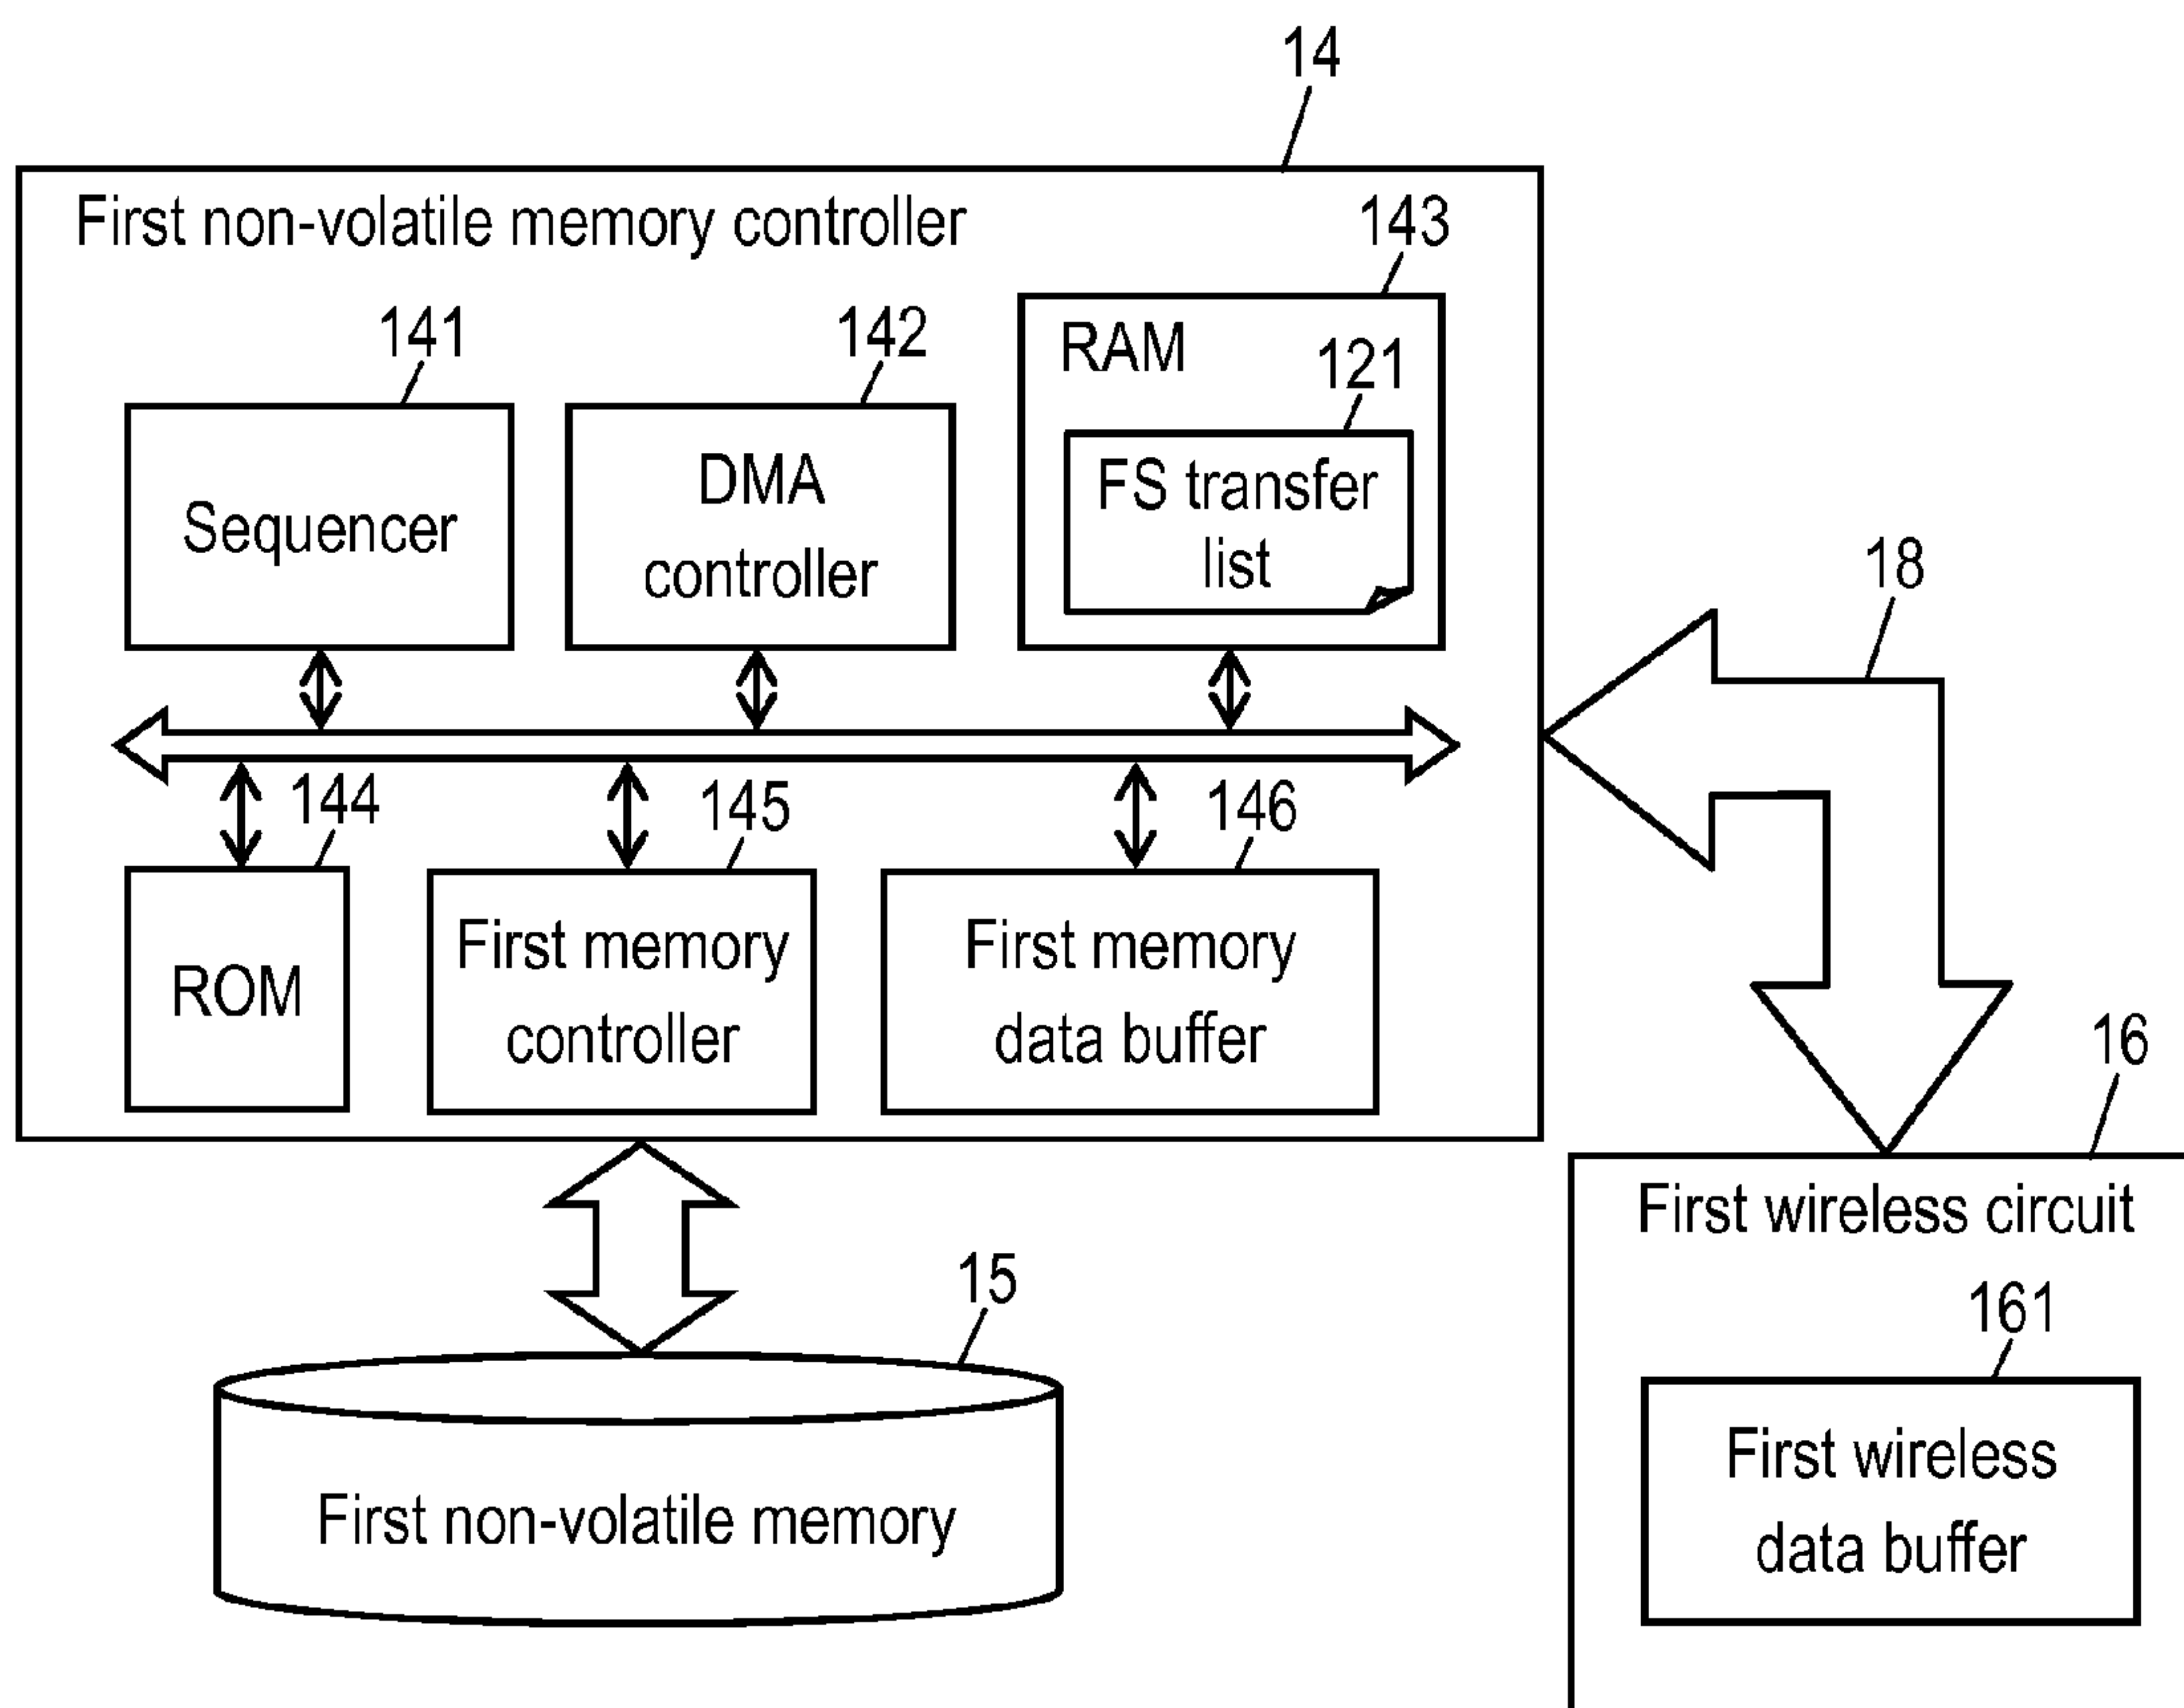 14
First non-volatile memory controller
143
141
142
RAM
121
Sequencer
DMA
controller
FS transfer
list
18
144
145
146
ROM
First memory
controller
First memory
data buffer
16
First wireless circuit
15
161
First non-volatile memory
First wireless
data buffer